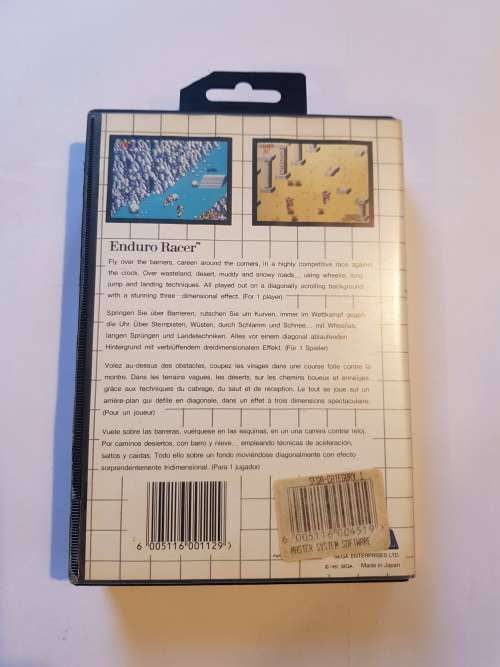 Enduro Racer™
Fly over the barriers, careen around the corners, in a highly competitive race against
the clock. Over wasteland, desert, muddy and snowy roads... using wheelie, long
jump and landing techniques. All played out on a diagonally scrolling background
with a stunning three-dimensional effect. (For 1 player)
Springen Sie über Barrieren, rutschen Sie um Kurven, immer im Wettkampf gegen
die Uhr. Über Steinpisten, Wüsten, durch Schlamm und Schnee... mit Wheelies,
langen Sprüngen und Landetechniken. Alles vor einem diagonal ablaufenden
Hintergrund mit verblüffendem dreidimensionalem Effekt. (Für 1 Spieler)
Volez au-dessus des obstacles, coupez les virages dans une course folle contre la
montre. Dans les terrains vagues, les déserts, sur les chemins boueux et enneigés
grâce aux techniques du cabrage, du saut et de réception. Le tout se joue sur un
arrière-plan qui défile en diagonale, dans un effet à trois dimensions spectaculaire.
(Pour un joueur)
Vuele sobre las barreras, vuélquese en las esquinas, en un una carrera contra reloj.
Por caminos desiertos, con barro y nieve... empleando técnicas de aceleración,
saltos y caídas. Todo ello sobre un fondo moviéndose diagonalmente con efecto
sorprendentemente tridimensional. (Para 1 jugador)
6 005116 001129 >
SEGA-CATEGORY 1
6 005116 004519 >
MASTER SYSTEM SOFTWARE
SEGA ENTERPRISES LTD.
SEGA Made in Japan